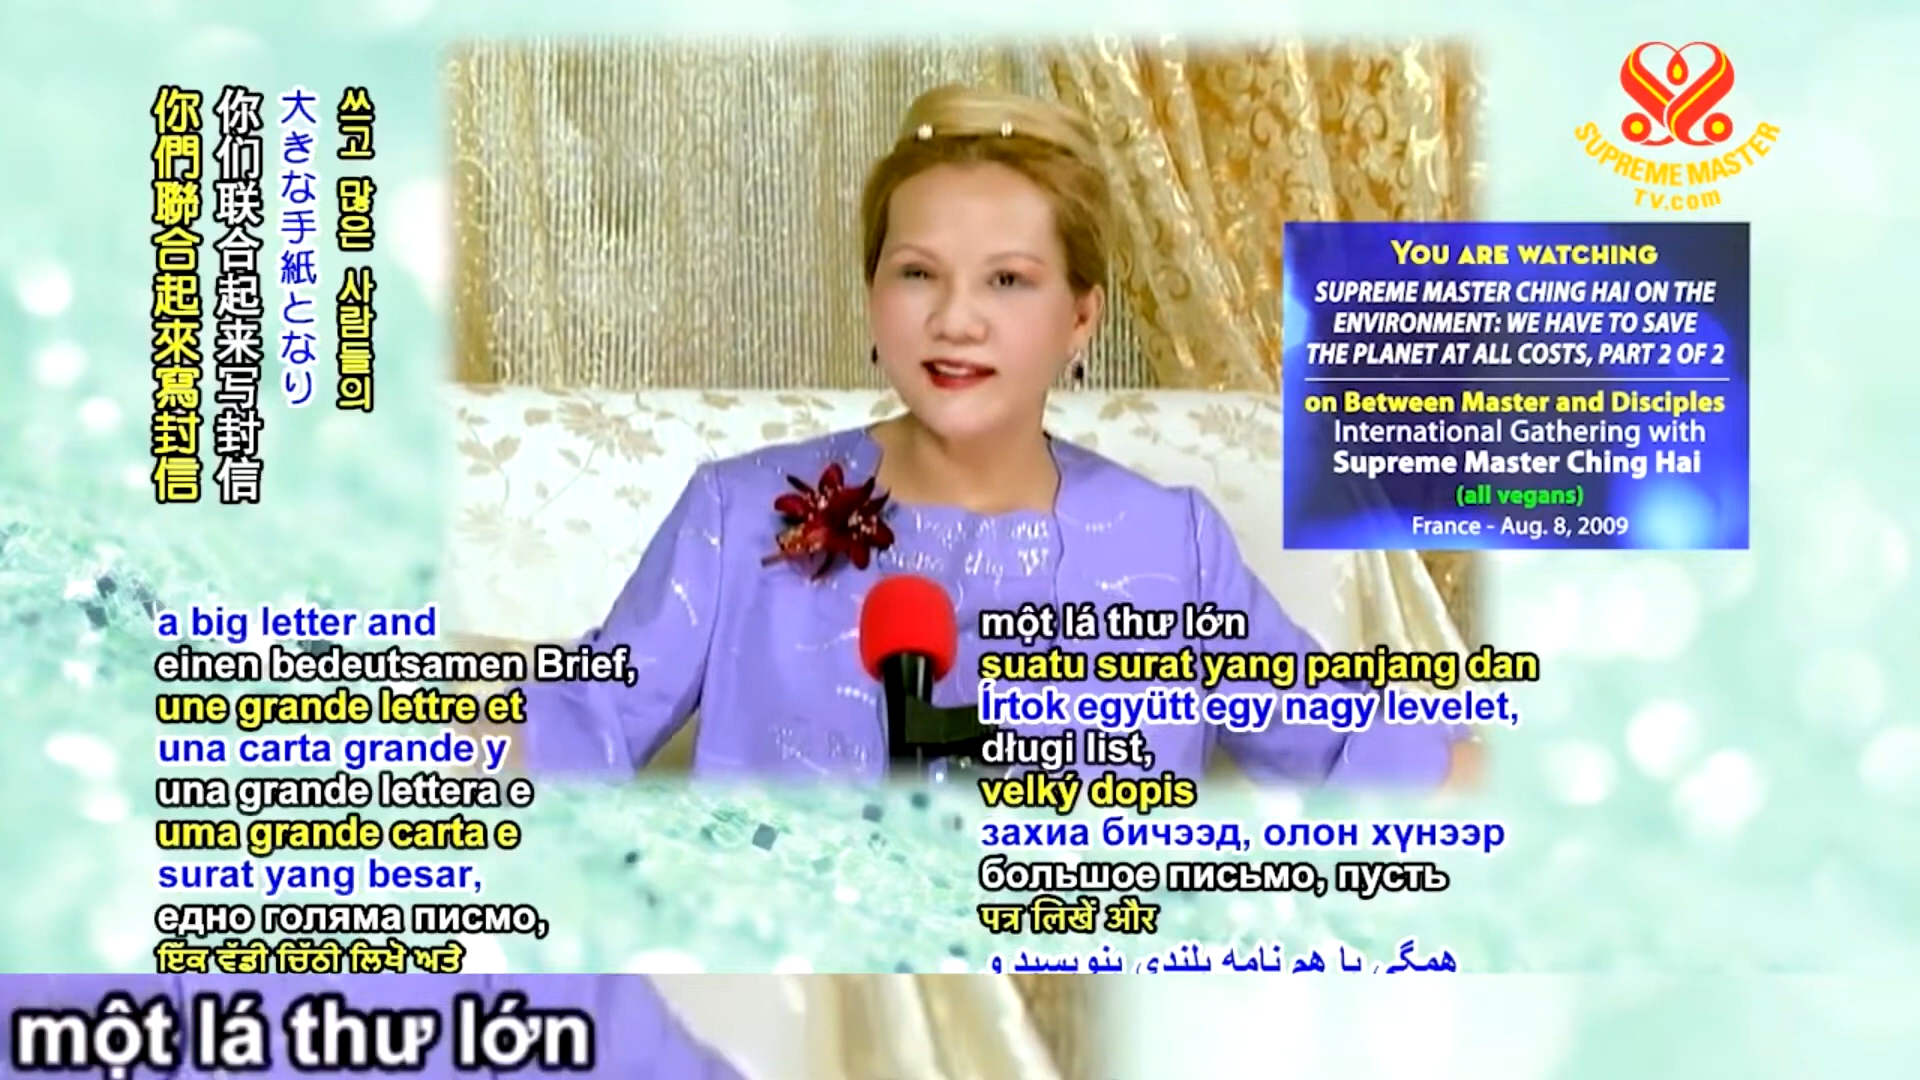 你們聯合起來寫封信
你们联合起来写封信
大きな手紙となり
쓰고 많은 사람들의
SUPREME MASTER
TV.com
YOU ARE WATCHING
SUPREME MASTER CHING HAI ON THE
ENVIRONMENT: WE HAVE TO SAVE
THE PLANET AT ALL COSTS, PART 2 OF 2
on Between Master and Disciples
International Gathering with
Supreme Master Ching Hai
(all vegans)
France - Aug. 8, 2009
a big letter and
einen bedeutsamen Brief,
une grande lettre et
una carta grande y
una grande lettera e
uma grande carta e
surat yang besar,
едно голяма писмо,
ਇੱਕ ਵੱਡੀ ਚਿੱਠੀ ਲਿਖੋ ਅਤੇ
một lá thư lớn
suatu surat yang panjang dan
Írtok együtt egy nagy levelet,
długi list,
velký dopis
захиа бичээд, олон хүнээр
большое письмо, пусть
पत्र लिखें और
همگی با هم نامه بلندی بنویسید و
một lá thư lớn